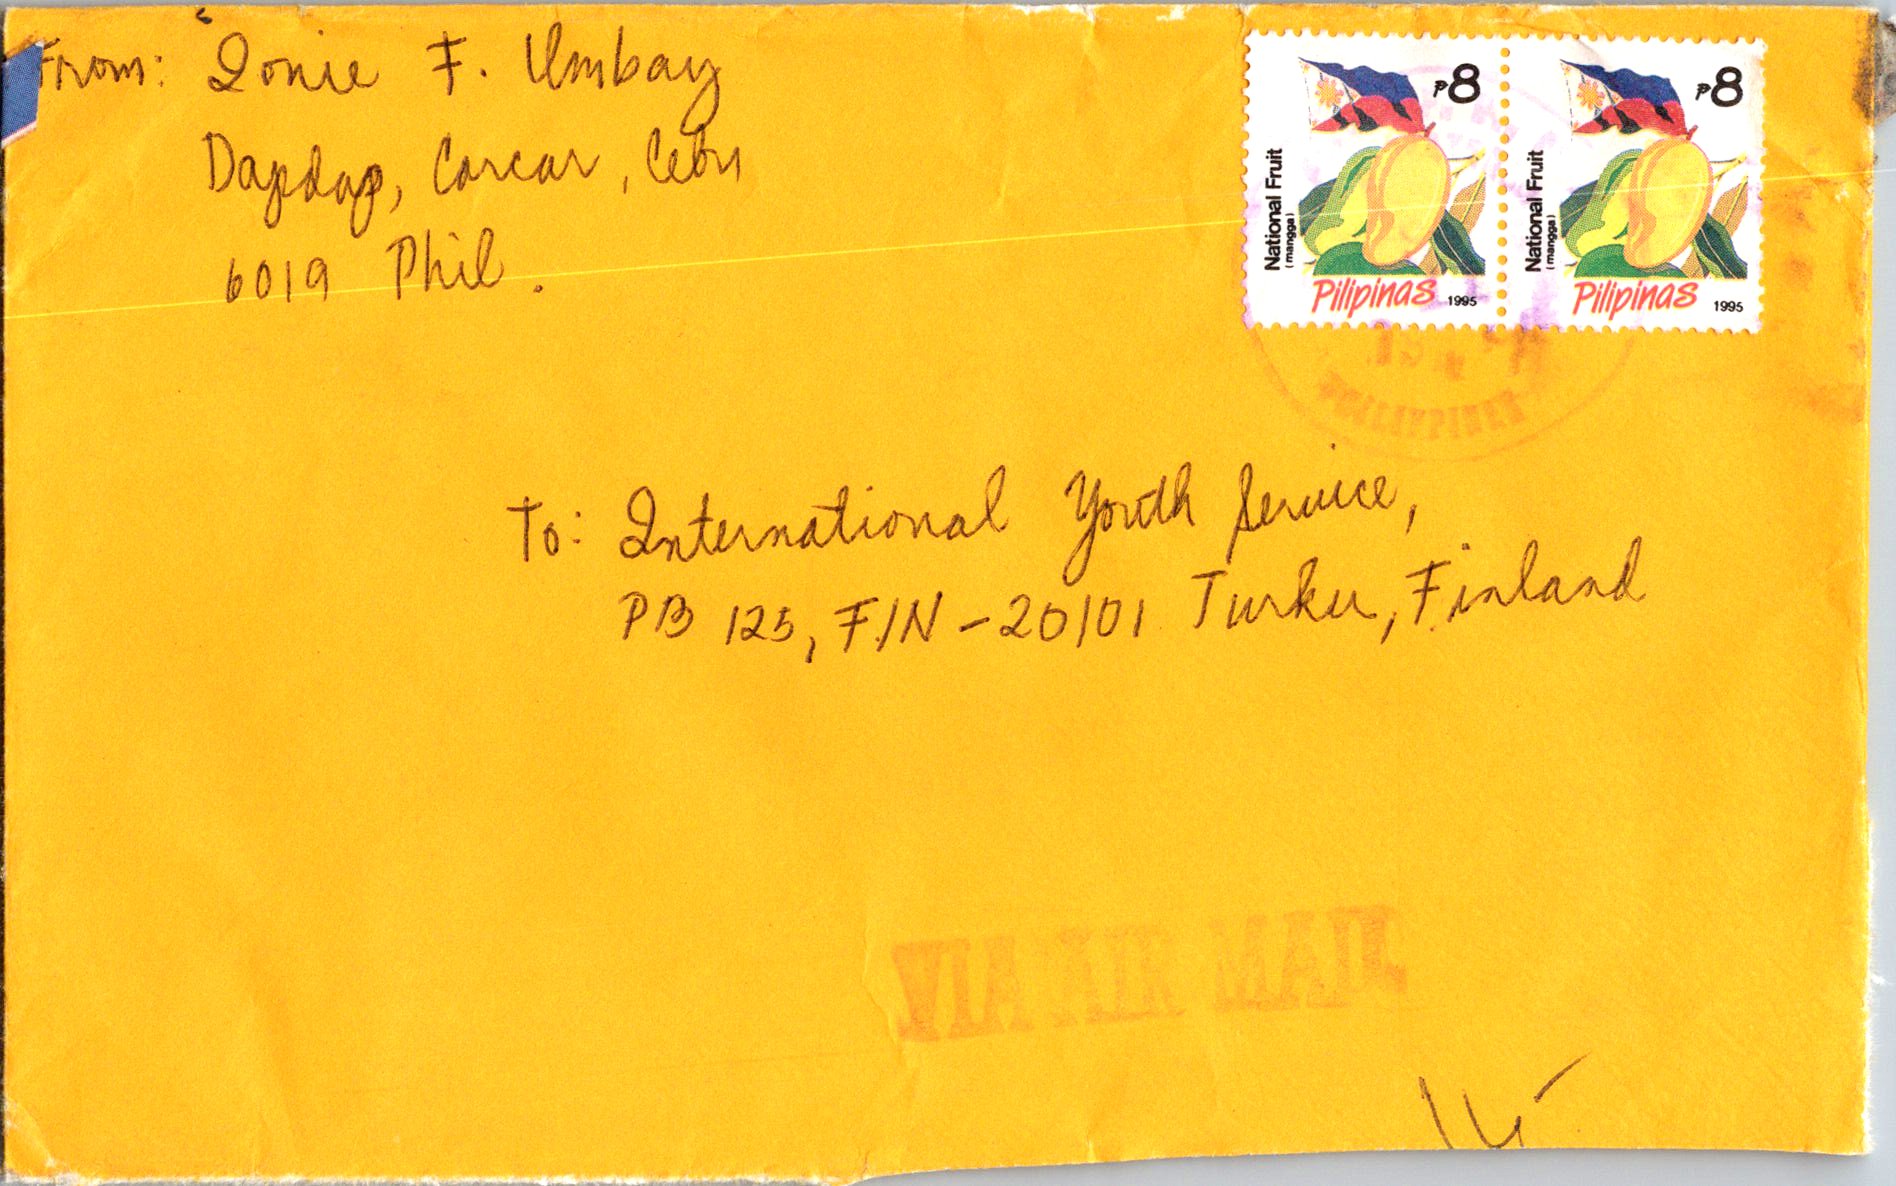 From: Ionie F. Umbay
Dapdap, Carcar, Cebu
6019 Phil.
₱8
National Fruit
(mangga)
Pilipinas 1995
₱8
National Fruit
(mangga)
Pilipinas 1995
PHILIPPINES
To: International Youth Service,
PB 125, FIN-20101 Turku, Finland
VIA AIR MAIL